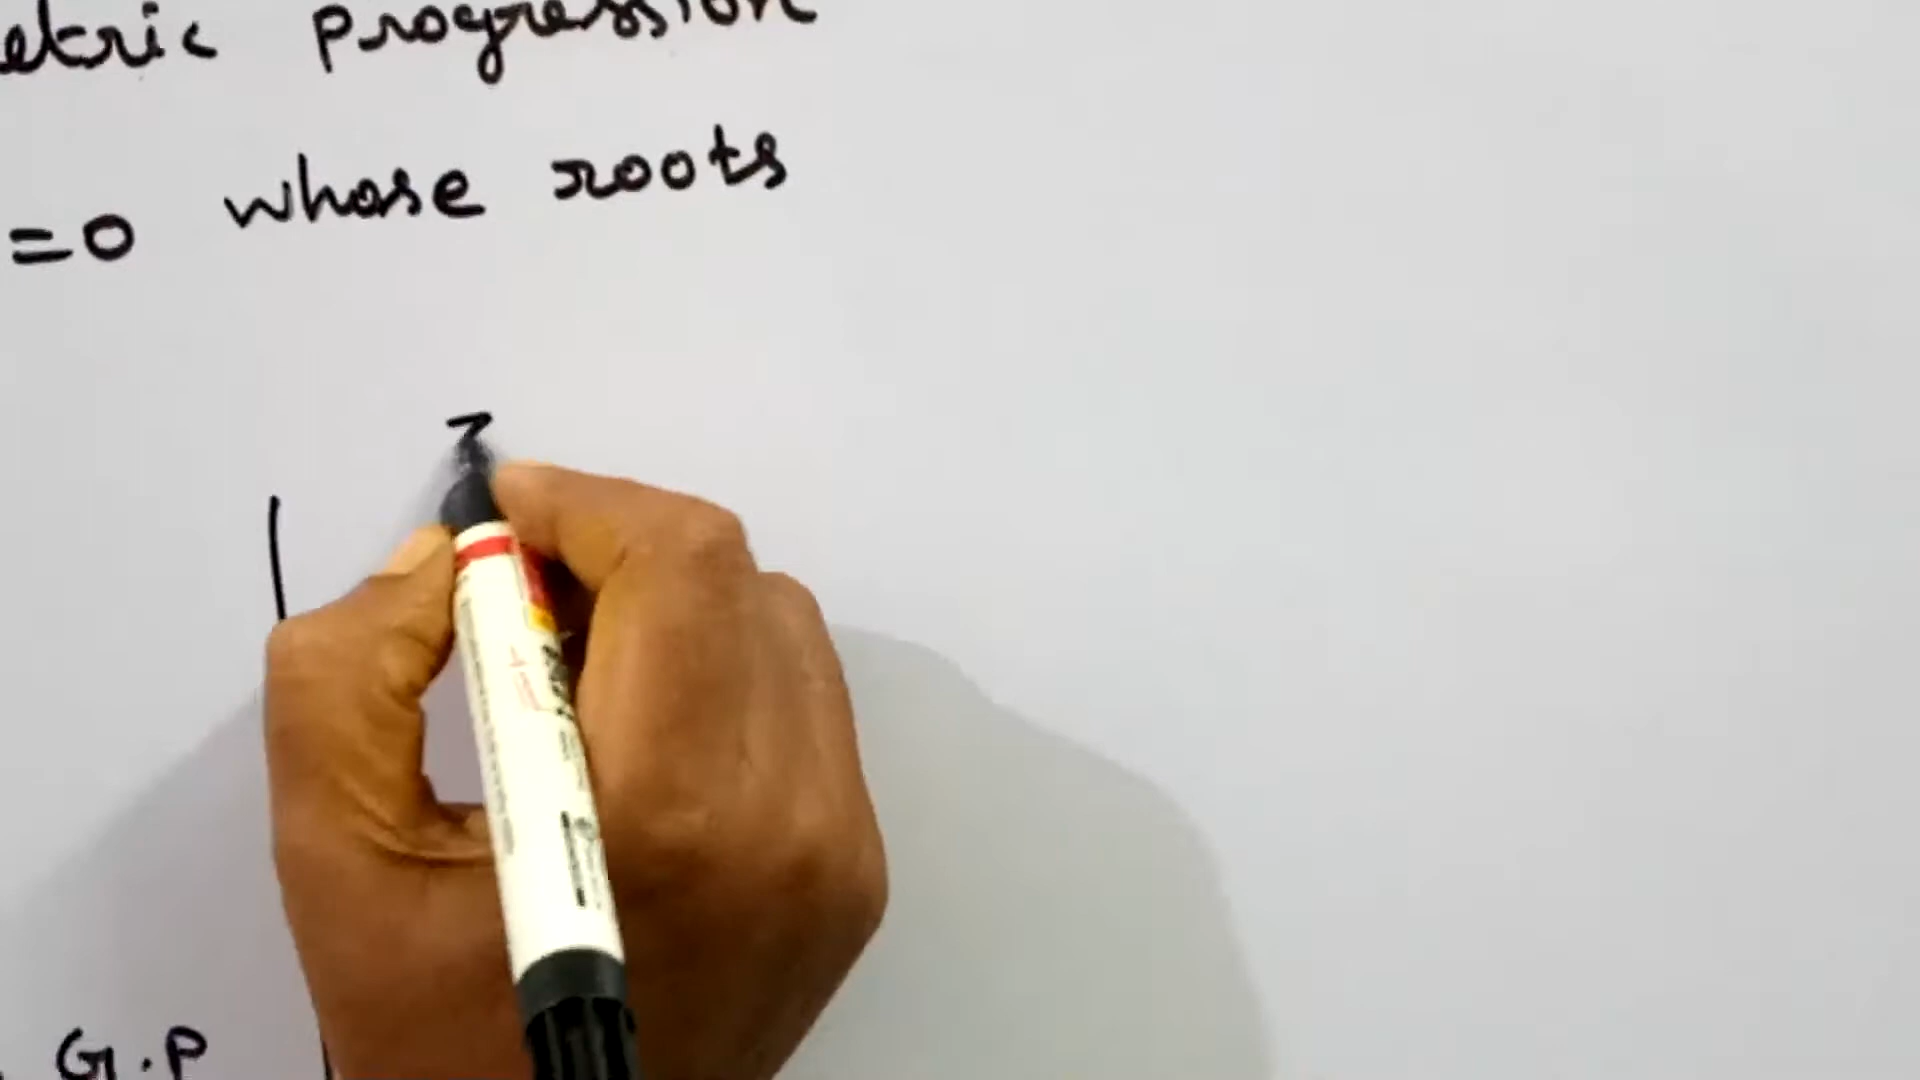 etric progression
=0 whose roots
G.P